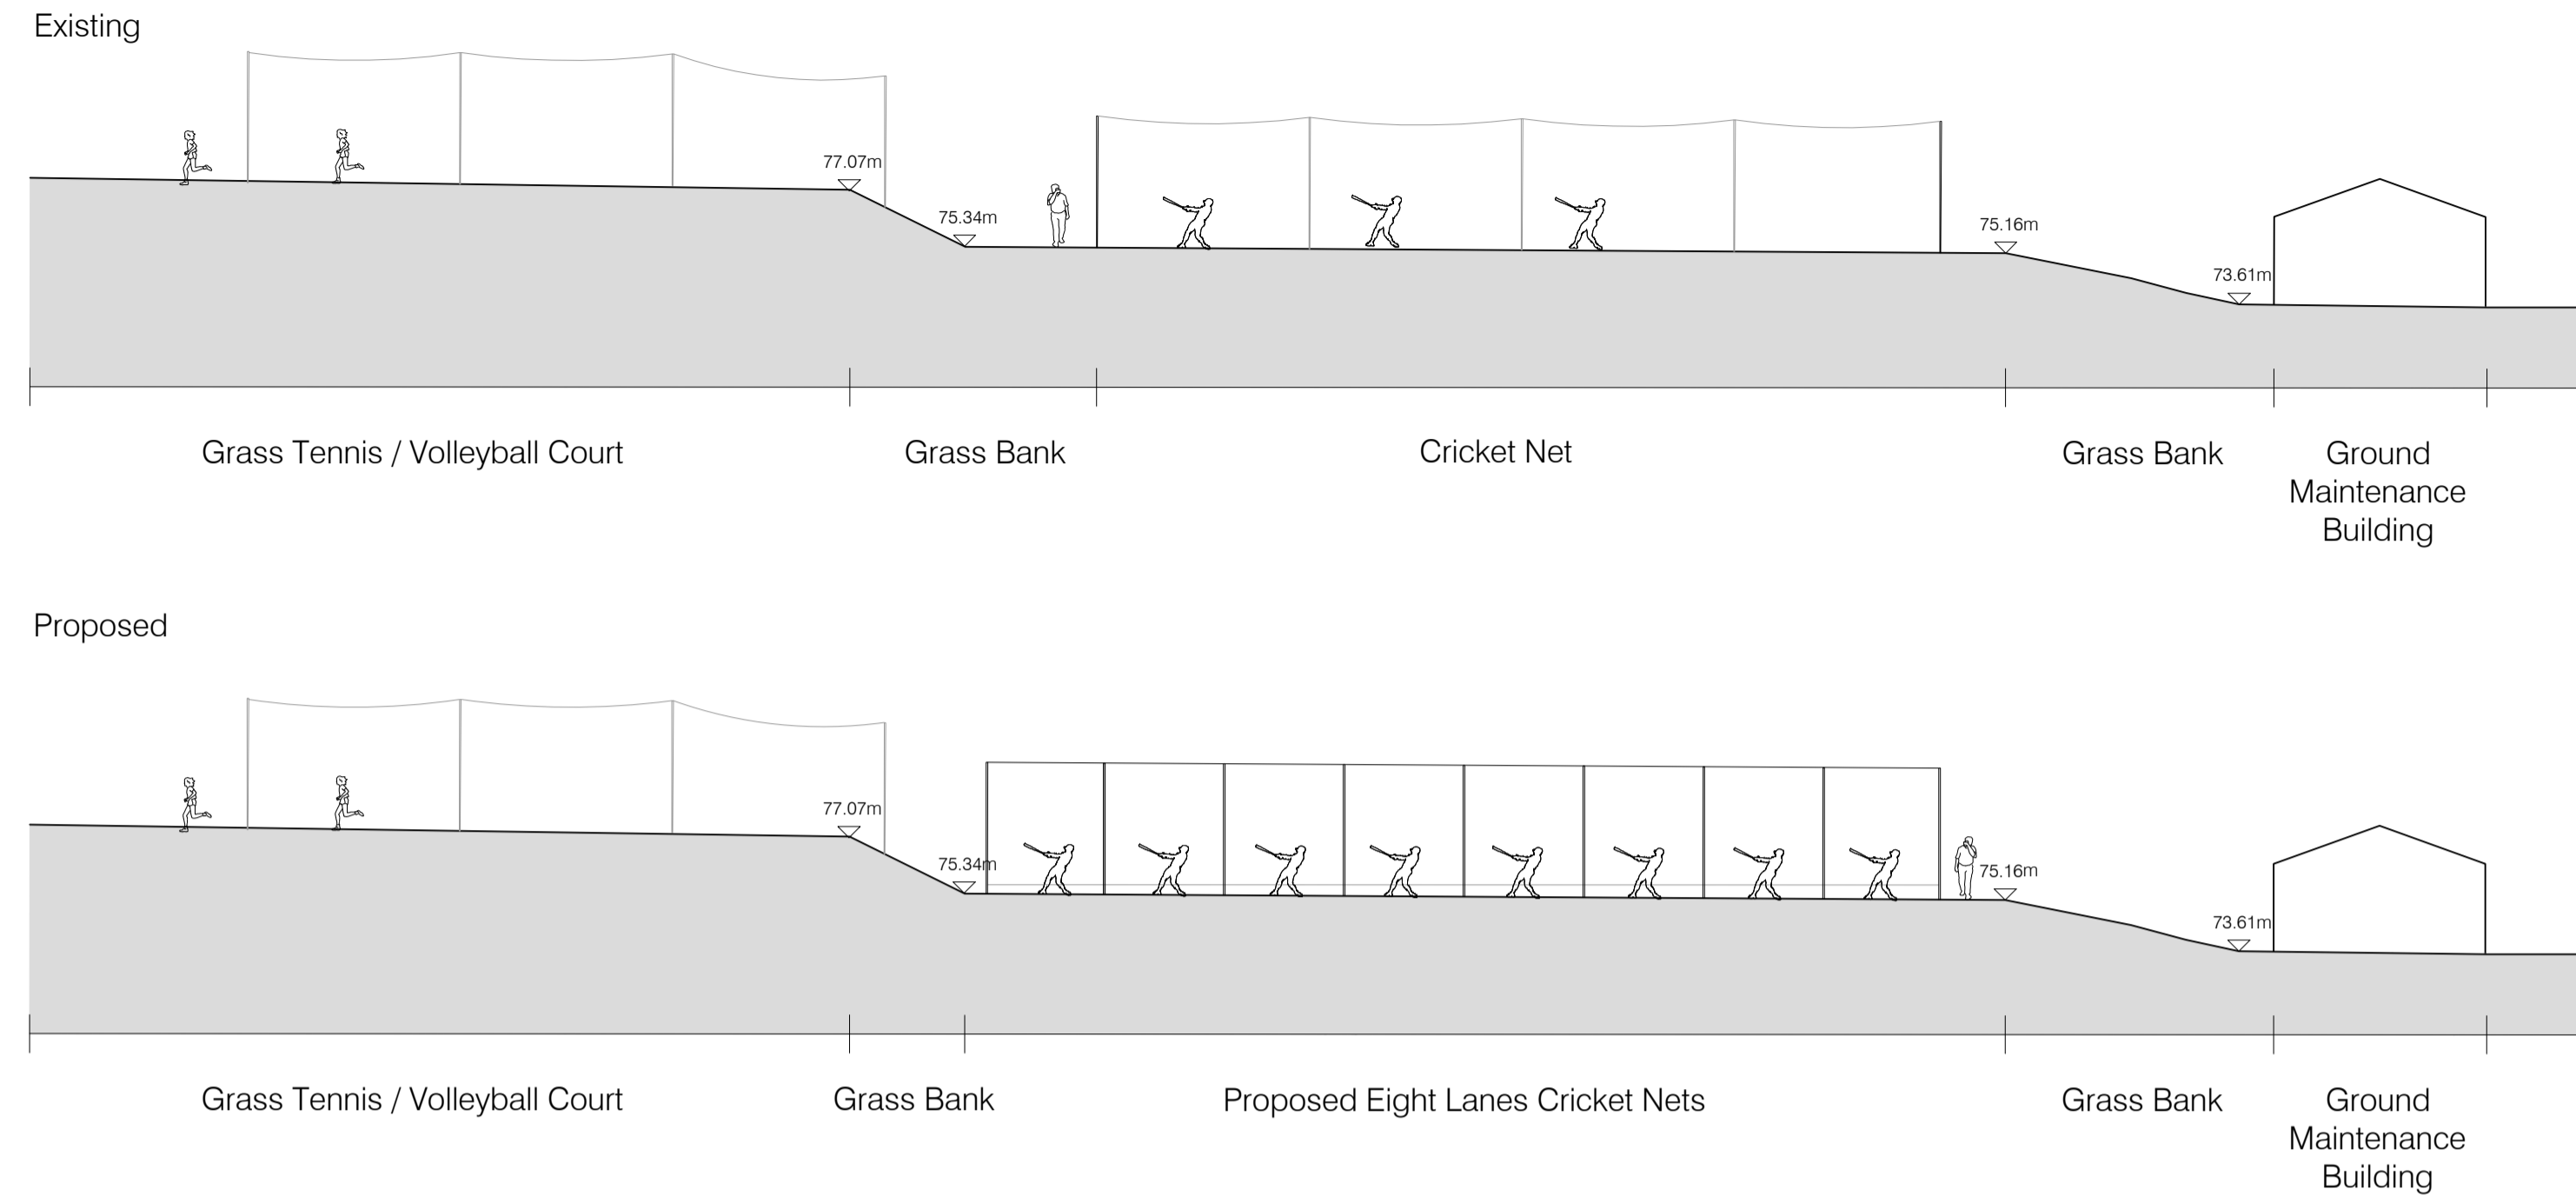 Existing
77.07m
75.34m
75.16m
73.61m
Grass Tennis / Volleyball Court
Grass Bank
Cricket Net
Grass Bank
Ground
Maintenance
Building
Proposed
77.07m
75.34m
75.16m
73.61m
Grass Tennis / Volleyball Court
Grass Bank
Proposed Eight Lanes Cricket Nets
Grass Bank
Ground
Maintenance
Building